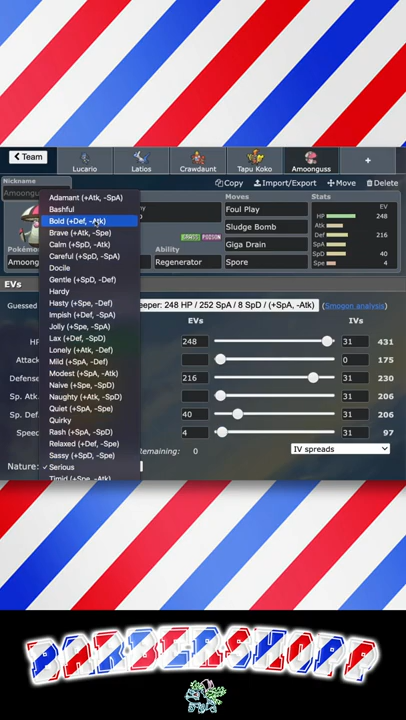 Team
Lucario
Latios
Crawdaunt
Tapu Koko
Amoonguss
+
Nickname
Copy
Import/Export
Move
Delete
Adamant (+Atk, -SpA)
Bashful
Bold (+Def, -Atk)
Brave (+Atk, -Spe)
Calm (+SpD, -Atk)
Careful (+SpD, -SpA)
Docile
Gentle (+SpD, -Def)
Hardy
Hasty (+Spe, -Def)
Impish (+Def, -SpA)
Jolly (+Spe, -SpA)
Lax (+Def, -SpD)
Lonely (+Atk, -Def)
Mild (+SpA, -Def)
Modest (+SpA, -Atk)
Naive (+Spe, -SpD)
Naughty (+Atk, -SpD)
Quiet (+SpA, -Spe)
Quirky
Rash (+SpA, -SpD)
Relaxed (+Def, -Spe)
Sassy (+SpD, -Spe)
Serious
Timid (+Spe, -Atk)
GRASS POISON
Ability
Regenerator
Moves
Foul Play
Sludge Bomb
Giga Drain
Spore
Stats
EV
HP 248
Atk
Def 216
SpA
SpD 40
Spe 4
EVs
Guessed
eeper: 248 HP / 252 SpA / 8 SpD / (+SpA, -Atk)
(Smogon analysis)
EVs
IVs
248 31 431
Attack 0 175
Defense 216 31 230
Sp. Atk. 31 206
Sp. Def. 40 31 206
Speed 4 31 97
maining: 0
IV spreads
Nature:
BARBERSHOPP